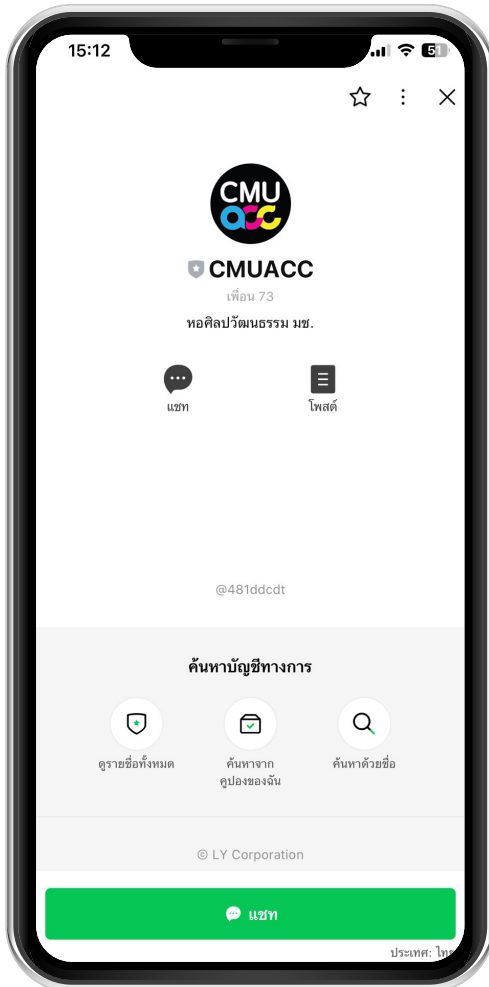 15:12
51
CMU
acc
CMUACC
เพื่อน 73
หอศิลปวัฒนธรรม มช.
แชท
โพสต์
@481ddcdt
ค้นหาบัญชีทางการ
ดูรายชื่อทั้งหมด
ค้นหาจาก
คูปองของฉัน
ค้นหาด้วยชื่อ
© LY Corporation
แชท
ประเทศ: ไทย